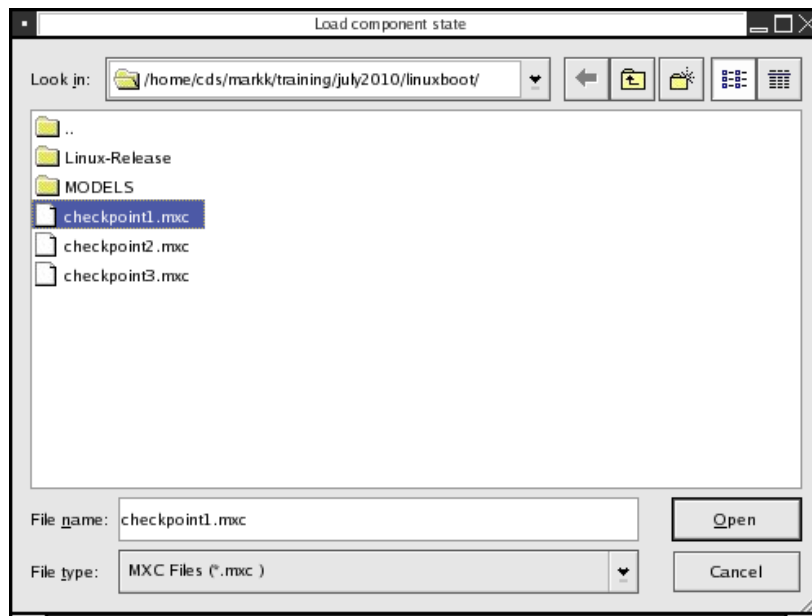 Load component state
Look in: /home/cds/markk/training/july2010/linuxboot/
..
Linux-Release
MODELS
checkpoint1.mxc
checkpoint2.mxc
checkpoint3.mxc
File name: checkpoint1.mxc
Open
File type: MXC Files (*.mxc )
Cancel